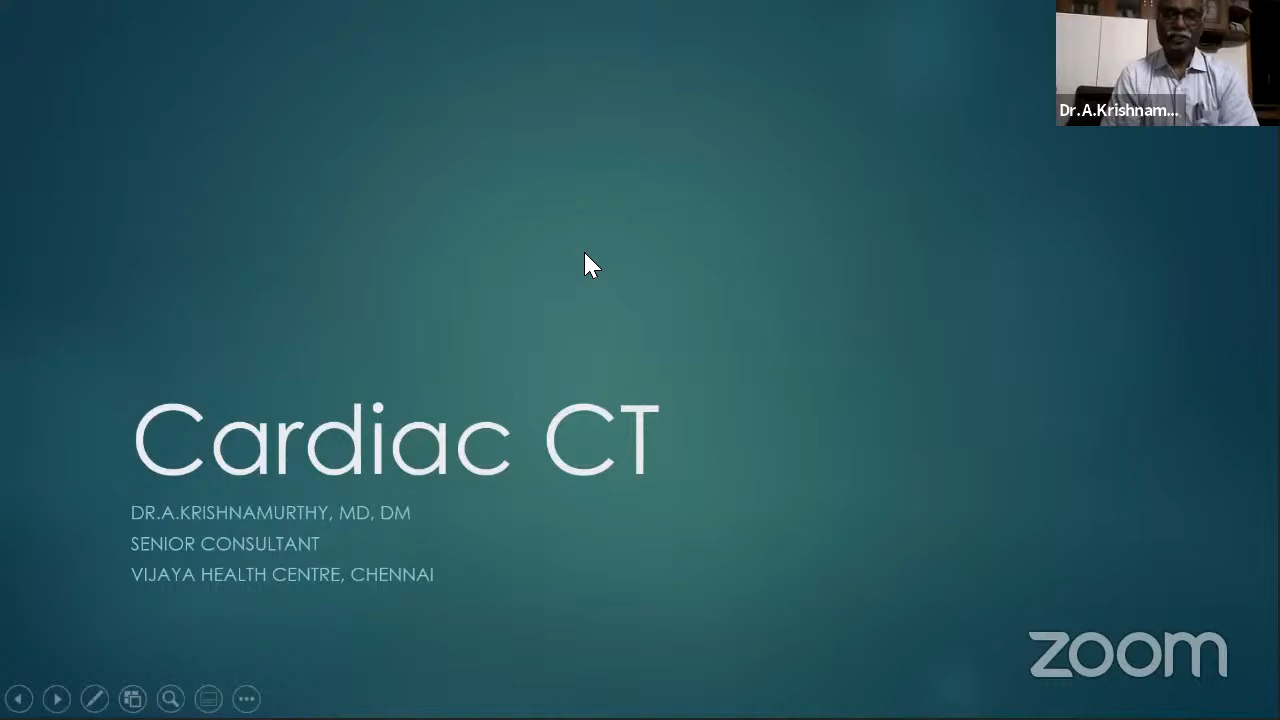 Dr.A.Krishnam...
Cardiac CT
DR.A.KRISHNAMURTHY, MD, DM
SENIOR CONSULTANT
VIJAYA HEALTH CENTRE, CHENNAI
zoom